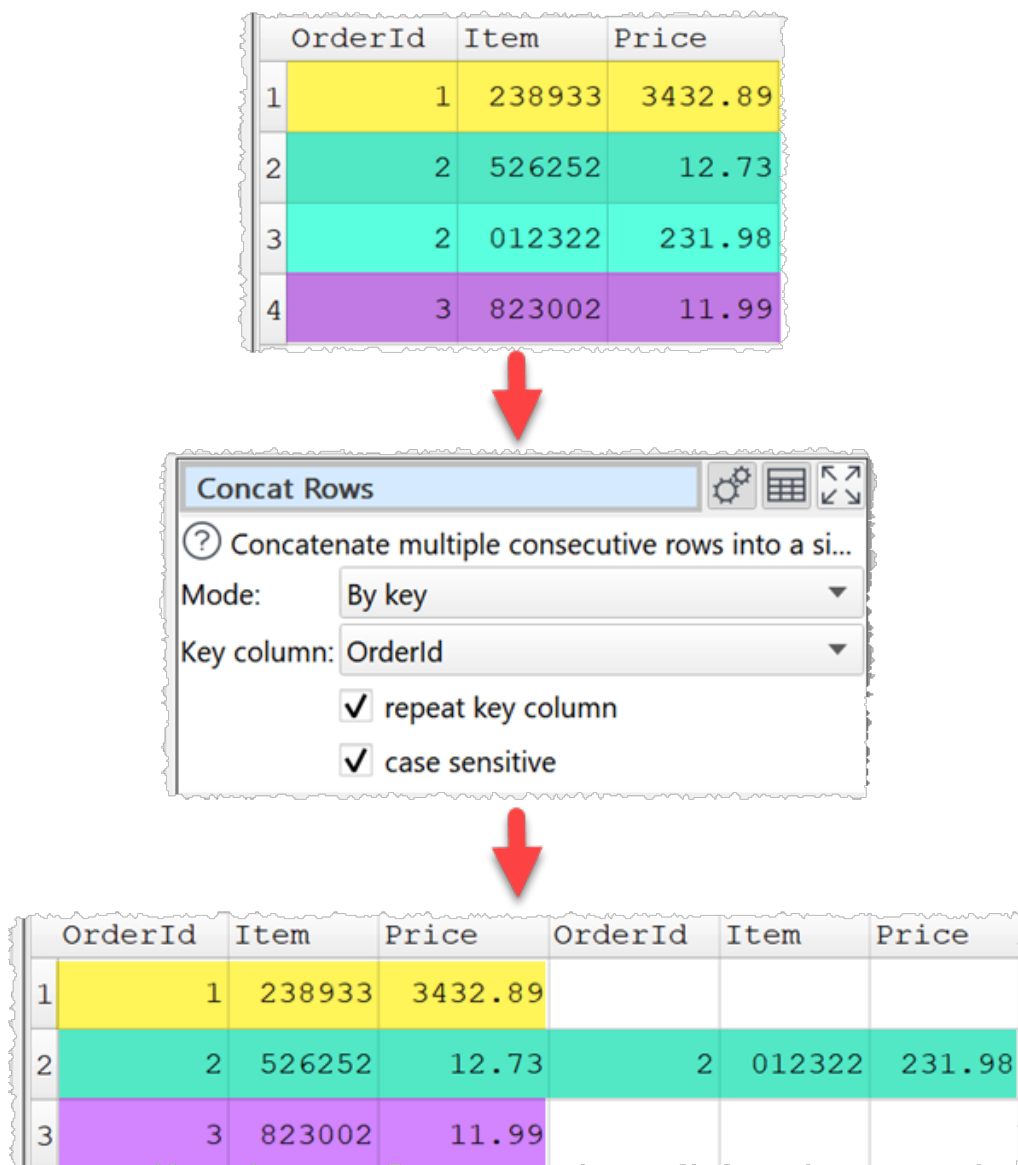 OrderId Item Price
1 1 238933 3432.89
2 2 526252 12.73
3 2 012322 231.98
4 3 823002 11.99
Concat Rows
? Concatenate multiple consecutive rows into a si...
Mode: By key
Key column: OrderId
repeat key column
case sensitive
OrderId Item Price OrderId Item Price
1 1 238933 3432.89
2 2 526252 12.73 2 012322 231.98
3 3 823002 11.99